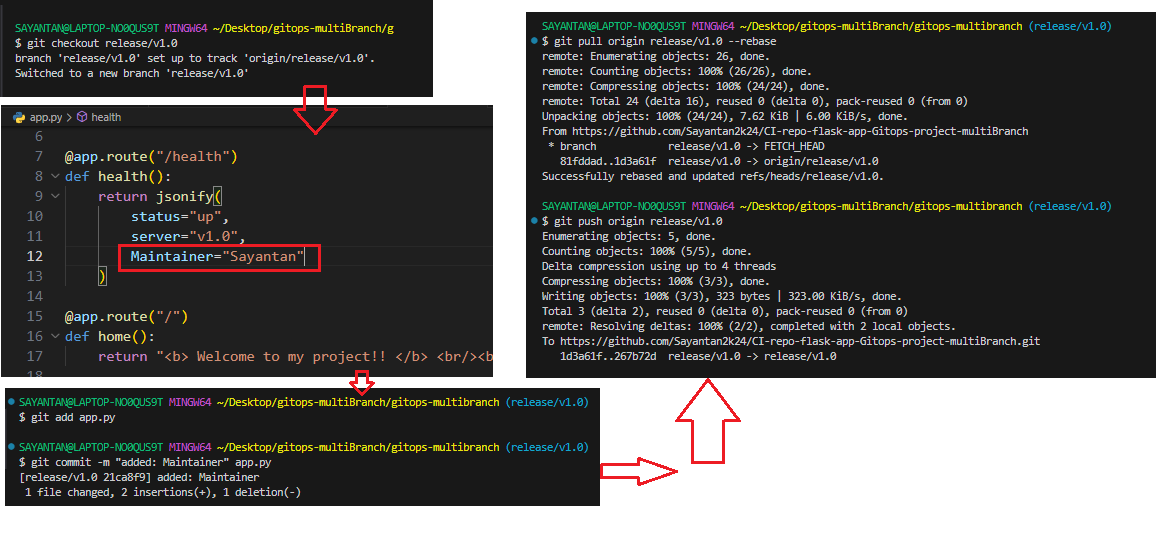 SAYANTAN@LAPTOP-NO0QUS9T MINGW64 ~/Desktop/gitops-multiBranch/g
$ git checkout release/v1.0
branch 'release/v1.0' set up to track 'origin/release/v1.0'.
Switched to a new branch 'release/v1.0'
app.py > health
6
7 @app.route("/health")
8 def health():
9 return jsonify(
10 status="up",
11 server="v1.0",
12 Maintainer="Sayantan"
13 )
14
15 @app.route("/")
16 def home():
17 return "<b> Welcome to my project!! </b> <br/><b
18
SAYANTAN@LAPTOP-NO0QUS9T MINGW64 ~/Desktop/gitops-multiBranch/gitops-multibranch (release/v1.0)
$ git add app.py
SAYANTAN@LAPTOP-NO0QUS9T MINGW64 ~/Desktop/gitops-multiBranch/gitops-multibranch (release/v1.0)
$ git commit -m "added: Maintainer" app.py
[release/v1.0 21ca8f9] added: Maintainer
1 file changed, 2 insertions(+), 1 deletion(-)
SAYANTAN@LAPTOP-NO0QUS9T MINGW64 ~/Desktop/gitops-multiBranch/gitops-multibranch (release/v1.0)
$ git pull origin release/v1.0 --rebase
remote: Enumerating objects: 26, done.
remote: Counting objects: 100% (26/26), done.
remote: Compressing objects: 100% (24/24), done.
remote: Total 24 (delta 16), reused 0 (delta 0), pack-reused 0 (from 0)
Unpacking objects: 100% (24/24), 7.62 KiB | 6.00 KiB/s, done.
From https://github.com/Sayantan2k24/CI-repo-flask-app-Gitops-project-multiBranch
* branch release/v1.0 -> FETCH_HEAD
81fddad..1d3a61f release/v1.0 -> origin/release/v1.0
Successfully rebased and updated refs/heads/release/v1.0.
SAYANTAN@LAPTOP-NO0QUS9T MINGW64 ~/Desktop/gitops-multiBranch/gitops-multibranch (release/v1.0)
$ git push origin release/v1.0
Enumerating objects: 5, done.
Counting objects: 100% (5/5), done.
Delta compression using up to 4 threads
Compressing objects: 100% (3/3), done.
Writing objects: 100% (3/3), 323 bytes | 323.00 KiB/s, done.
Total 3 (delta 2), reused 0 (delta 0), pack-reused 0 (from 0)
remote: Resolving deltas: 100% (2/2), completed with 2 local objects.
To https://github.com/Sayantan2k24/CI-repo-flask-app-Gitops-project-multiBranch.git
1d3a61f..267b72d release/v1.0 -> release/v1.0